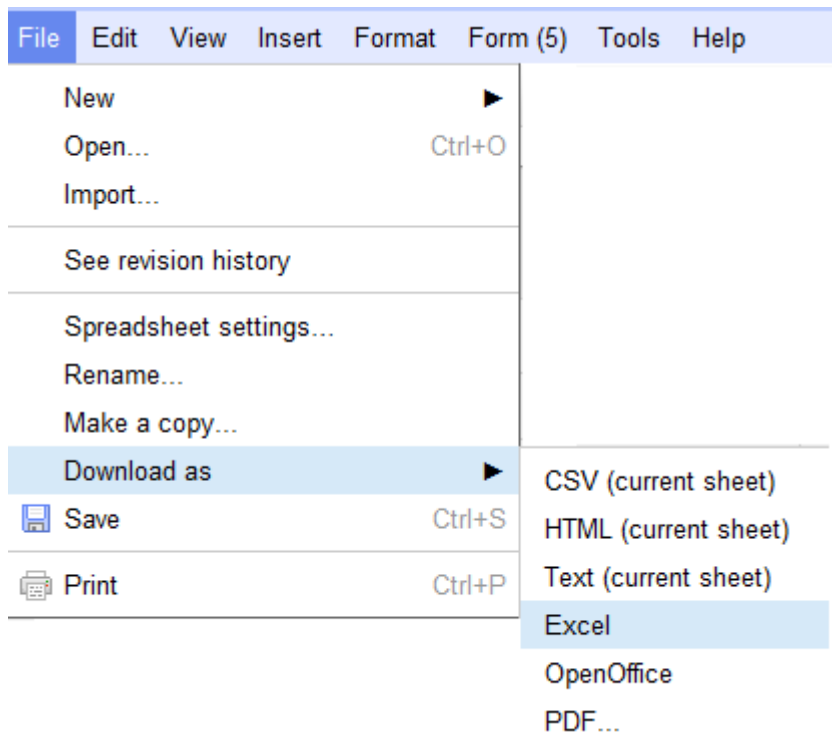 File Edit View Insert Format Form (5) Tools Help
New
Open... Ctrl+O
Import...
See revision history
Spreadsheet settings...
Rename...
Make a copy...
Download as
Save Ctrl+S
Print Ctrl+P
CSV (current sheet)
HTML (current sheet)
Text (current sheet)
Excel
OpenOffice
PDF...